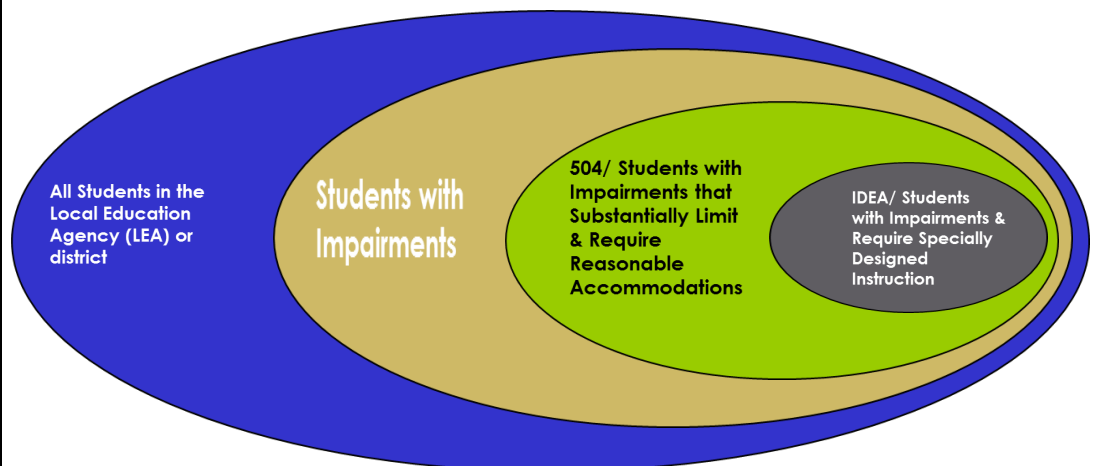 All Students in the
Local Education
Agency (LEA) or
district
Students with
Impairments
504/ Students with
Impairments that
Substantially Limit
& Require
Reasonable
Accommodations
IDEA/ Students
with Impairments &
Require Specially
Designed
Instruction